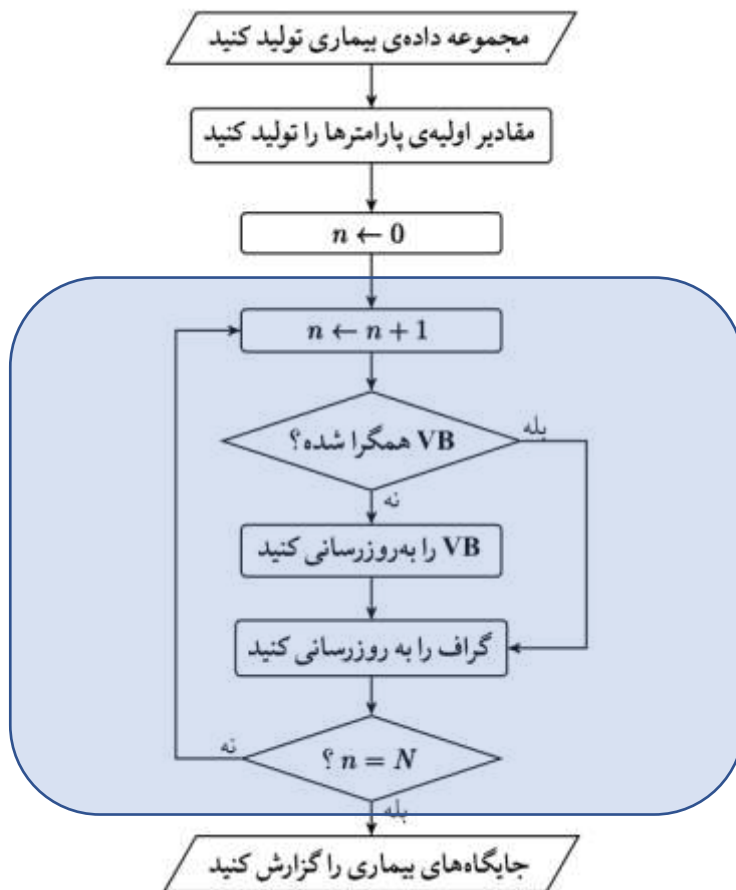 مجموعه داده‌ی بیماری تولید کنید
مقادیر اولیه‌ی پارامترها را تولید کنید
n ← 0
n ← n + 1
VB همگرا شده؟
بله
نه
VB را به‌روزرسانی کنید
گراف را به روزرسانی کنید
n = N ؟
نه
بله
جایگاه‌های بیماری را گزارش کنید